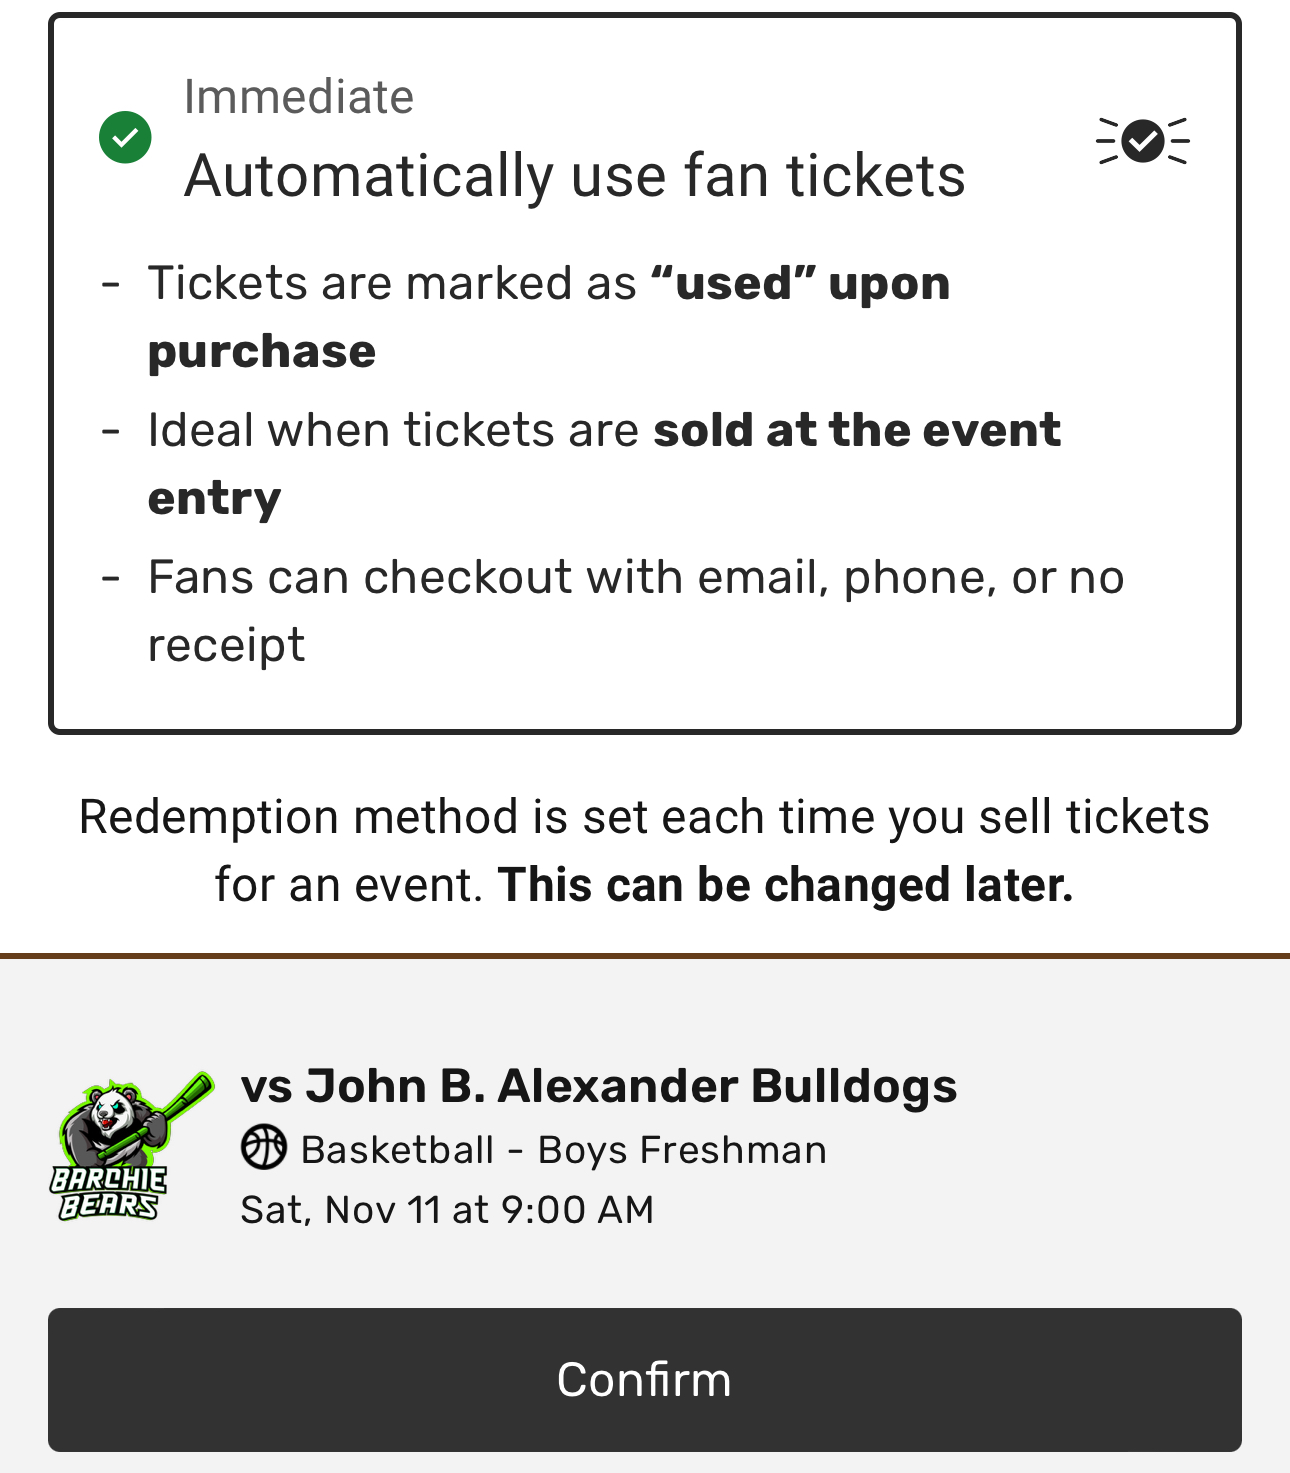 Immediate
Automatically use fan tickets
- Tickets are marked as “used” upon
purchase
- Ideal when tickets are sold at the event
entry
- Fans can checkout with email, phone, or no
receipt
Redemption method is set each time you sell tickets
for an event. This can be changed later.
vs John B. Alexander Bulldogs
Basketball - Boys Freshman
Sat, Nov 11 at 9:00 AM
BARCHIE
BEARS
Confirm